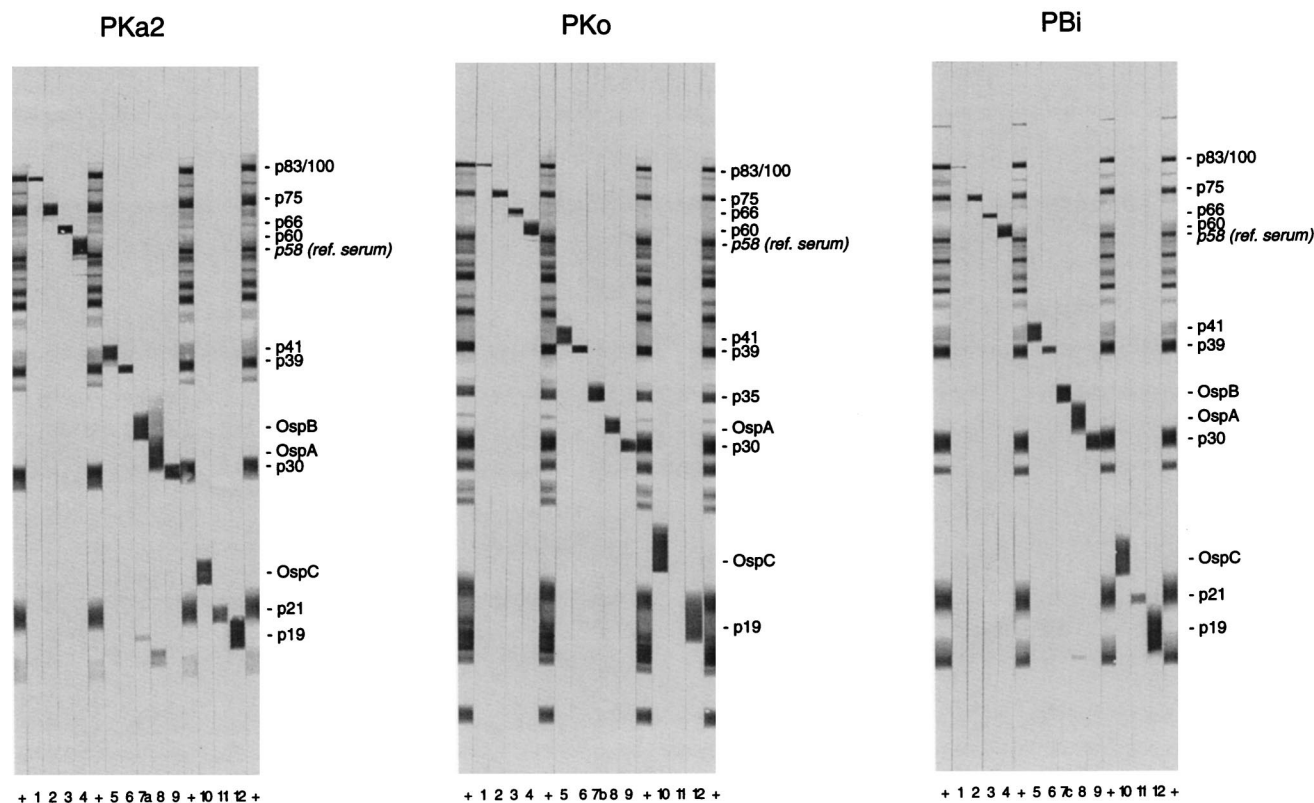 PKa2
- p83/100
- p75
- p66
- p60
- p58 (ref. serum)
- p41
- p39
- OspB
- OspA
- p30
- OspC
- p21
- p19
+ 1 2 3 4 + 5 6 7a 8 9 + 10 11 12 +
PKo
- p83/100
- p75
- p66
- p60
- p58 (ref. serum)
- p41
- p39
- p35
- OspA
- p30
- OspC
- p19
+ 1 2 3 4 + 5 6 7b 8 9 + 10 11 12 +
PBi
- p83/100
- p75
- p66
- p60
- p58 (ref. serum)
- p41
- p39
- OspB
- OspA
- p30
- OspC
- p21
- p19
+ 1 2 3 4 + 5 6 7c 8 9 + 10 11 12 +